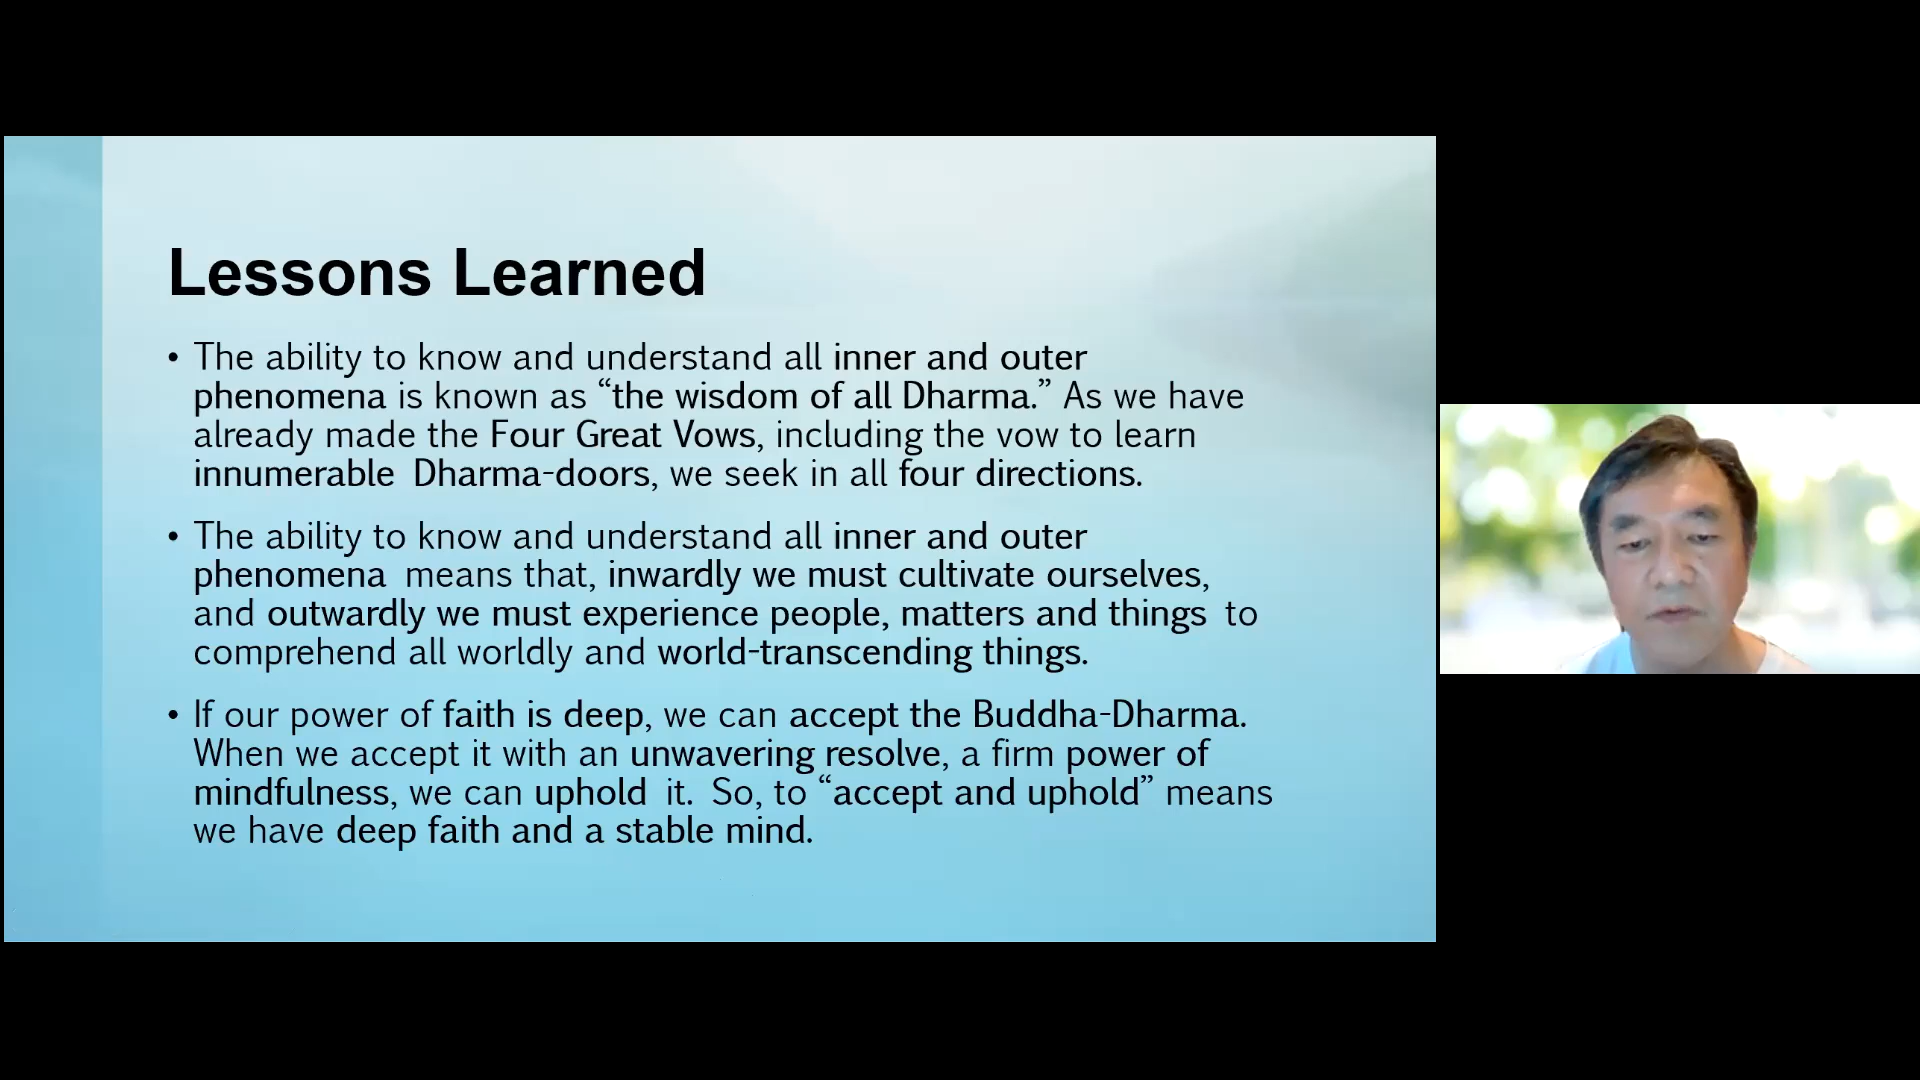 Lessons Learned
• The ability to know and understand all inner and outer
phenomena is known as “the wisdom of all Dharma.” As we have
already made the Four Great Vows, including the vow to learn
innumerable Dharma-doors, we seek in all four directions.
• The ability to know and understand all inner and outer
phenomena means that, inwardly we must cultivate ourselves,
and outwardly we must experience people, matters and things to
comprehend all worldly and world-transcending things.
• If our power of faith is deep, we can accept the Buddha-Dharma.
When we accept it with an unwavering resolve, a firm power of
mindfulness, we can uphold it. So, to “accept and uphold” means
we have deep faith and a stable mind.